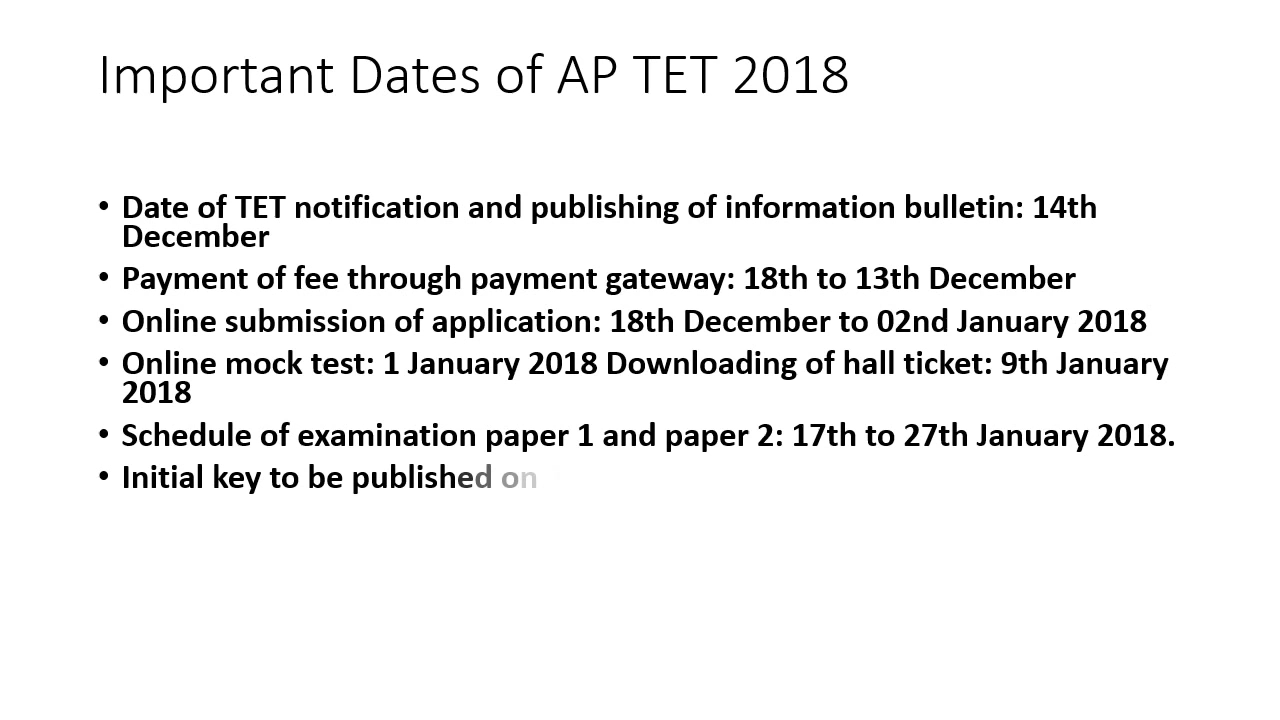 Important Dates of AP TET 2018
• Date of TET notification and publishing of information bulletin: 14th
December
• Payment of fee through payment gateway: 18th to 13th December
• Online submission of application: 18th December to 02nd January 2018
• Online mock test: 1 January 2018 Downloading of hall ticket: 9th January
2018
• Schedule of examination paper 1 and paper 2: 17th to 27th January 2018.
• Initial key to be published on